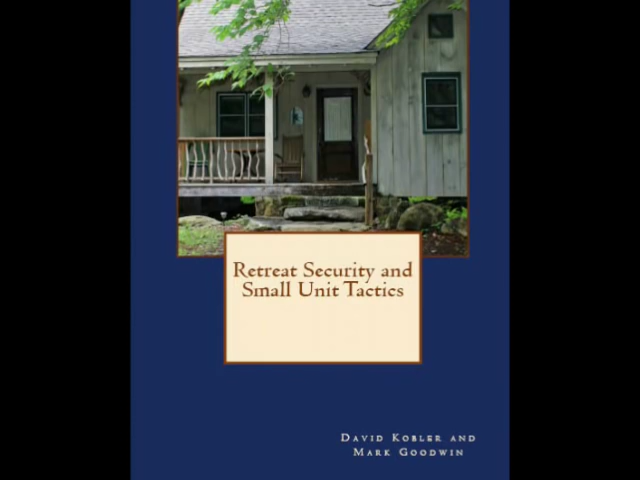 Retreat Security and
Small Unit Tactics
David Kobler and
Mark Goodwin